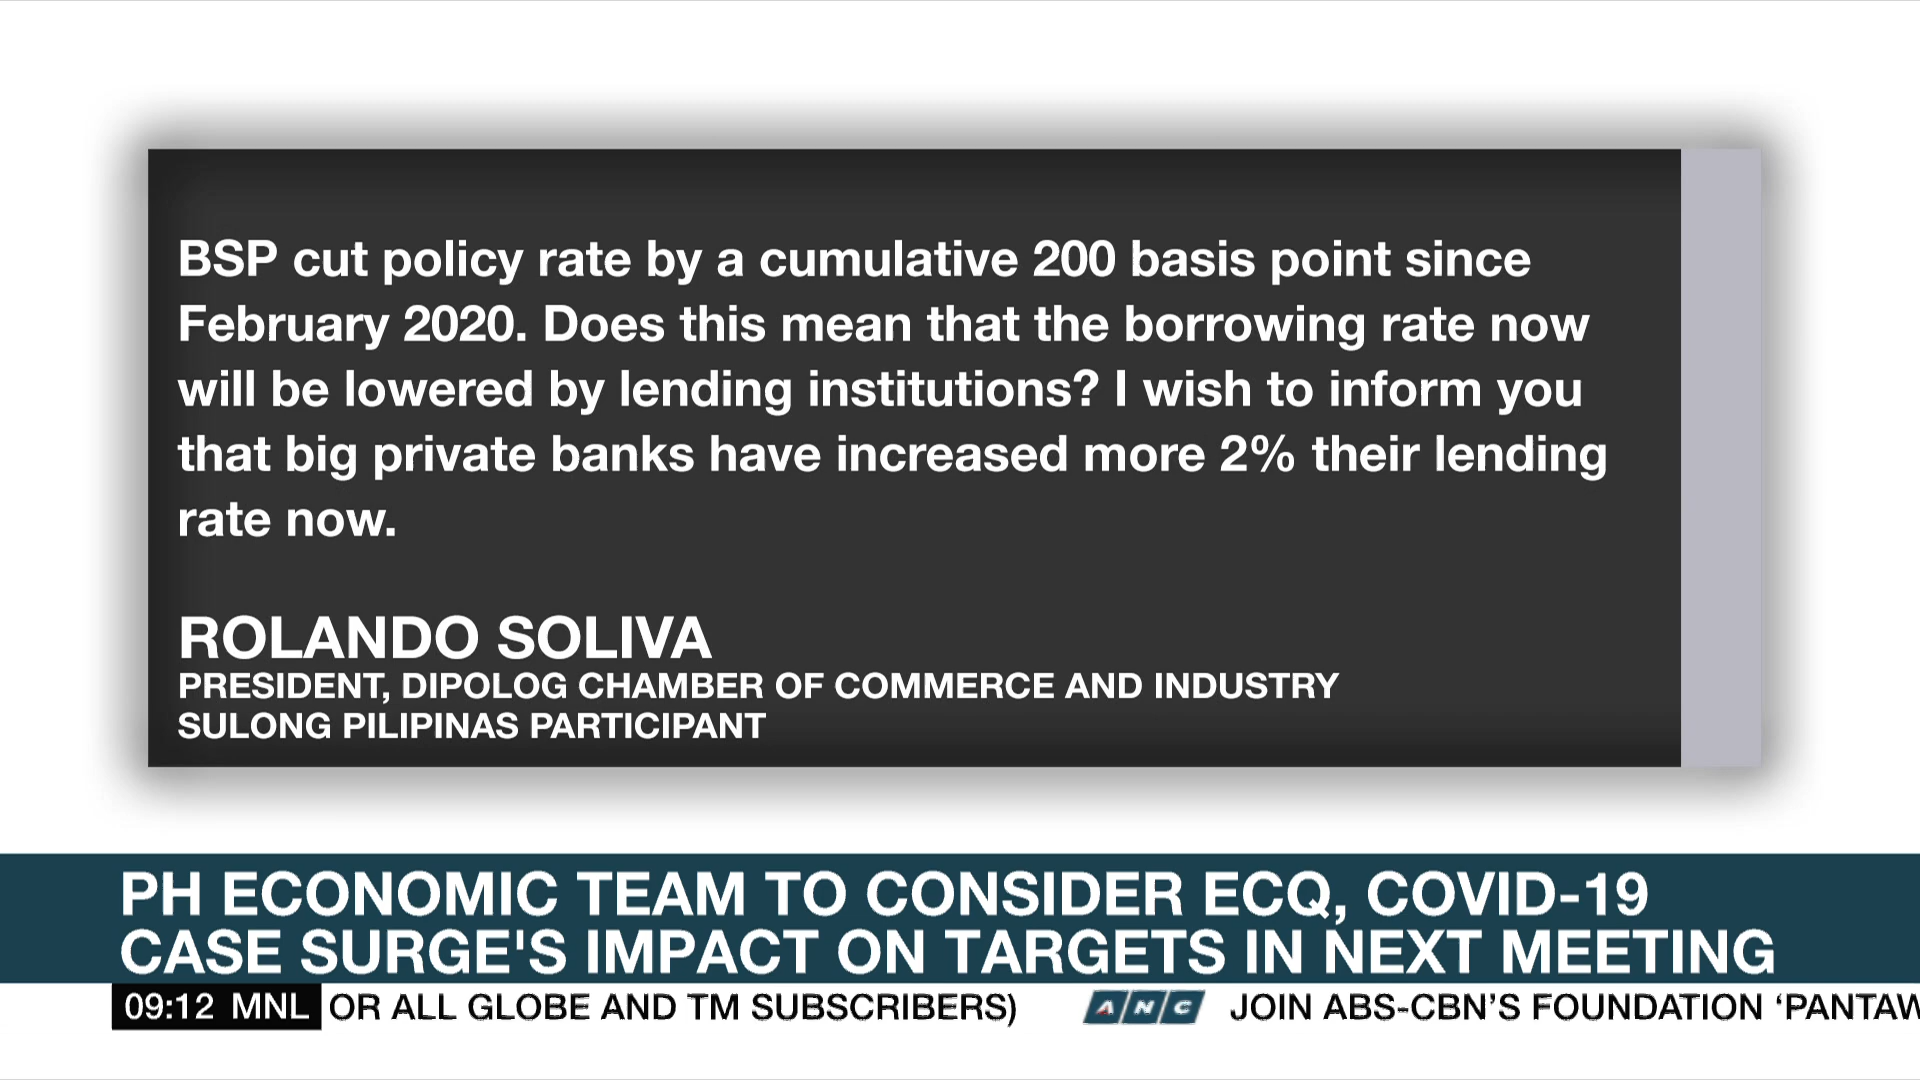 BSP cut policy rate by a cumulative 200 basis point since
February 2020. Does this mean that the borrowing rate now
will be lowered by lending institutions? I wish to inform you
that big private banks have increased more 2% their lending
rate now.
ROLANDO SOLIVA
PRESIDENT, DIPOLOG CHAMBER OF COMMERCE AND INDUSTRY
SULONG PILIPINAS PARTICIPANT
PH ECONOMIC TEAM TO CONSIDER ECQ, COVID-19
CASE SURGE'S IMPACT ON TARGETS IN NEXT MEETING
09:12 MNL OR ALL GLOBE AND TM SUBSCRIBERS) ANC JOIN ABS-CBN’S FOUNDATION ‘PANTAW